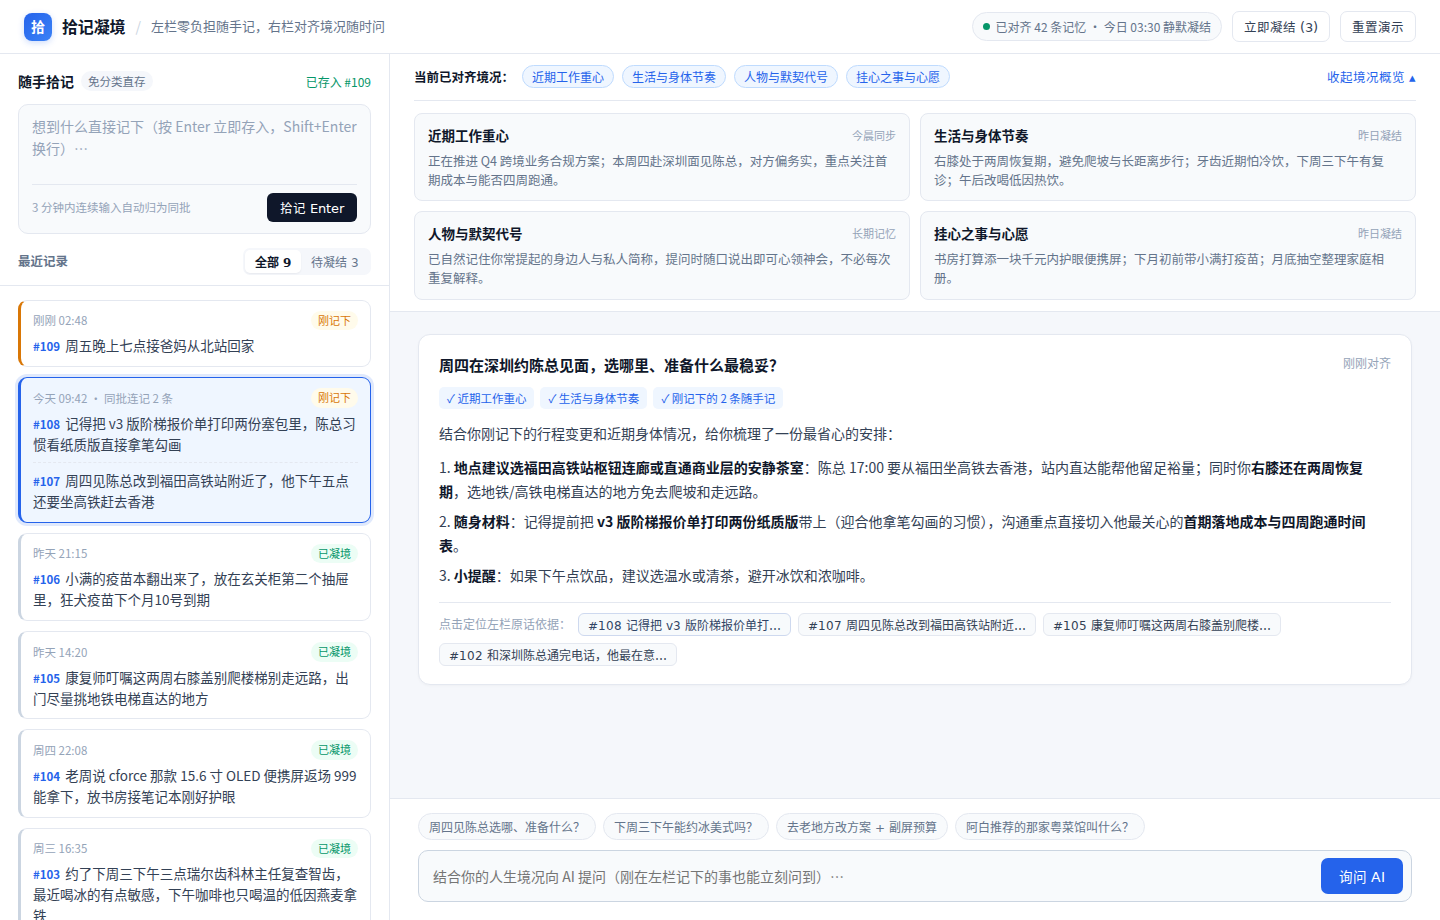 拾 拾记凝境 / 左栏零负担随手记，右栏对齐境况随时问
已对齐 42 条记忆 · 今日 03:30 静默凝结
立即凝结 (3)
重置演示
随手拾记 免分类直存 已存入 #109
想到什么直接记下（按 Enter 立即存入，Shift+Enter
换行）…
3 分钟内连续输入自动归为同批
拾记 Enter
最近记录 全部 9 待凝结 3
刚刚 02:48 刚记下
#109 周五晚上七点接爸妈从北站回家
今天 09:42 · 同批连记 2 条 刚记下
#108 记得把 v3 版阶梯报价单打印两份塞包里，陈总习
惯看纸质版直接拿笔勾画
#107 周四见陈总改到福田高铁站附近了，他下午五点
还要坐高铁赶去香港
昨天 21:15 已凝境
#106 小满的疫苗本翻出来了，放在玄关柜第二个抽屉
里，狂犬疫苗下个月10号到期
昨天 14:20 已凝境
#105 康复师叮嘱这两周右膝盖别爬楼梯别走远路，出
门尽量挑地铁电梯直达的地方
周四 22:08 已凝境
#104 老周说 cforce 那款 15.6 寸 OLED 便携屏返场 999
能拿下，放书房接笔记本刚好护眼
周三 16:35 已凝境
#103 约了下周三下午三点瑞尔齿科林主任复查智齿，
最近喝冰的有点敏感，下午咖啡也只喝温的低因燕麦拿
铁
当前已对齐境况： 近期工作重心 生活与身体节奏 人物与默契代号 挂心之事与心愿 收起境况概览 ▴
近期工作重心 今晨同步
正在推进 Q4 跨境业务合规方案；本周四赴深圳面见陈总，对方偏务实，重点关注首
期成本与能否四周跑通。
生活与身体节奏 昨日凝结
右膝处于两周恢复期，避免爬坡与长距离步行；牙齿近期怕冷饮，下周三下午有复
诊；午后改喝低因热饮。
人物与默契代号 长期记忆
已自然记住你常提起的身边人与私人简称，提问时随口说出即可心领神会，不必每次
重复解释。
挂心之事与心愿 昨日凝结
书房打算添一块千元内护眼便携屏；下月初前带小满打疫苗；月底抽空整理家庭相
册。
周四在深圳约陈总见面，选哪里、准备什么最稳妥？ 刚刚对齐
✓近期工作重心 ✓生活与身体节奏 ✓刚记下的 2 条随手记
结合你刚记下的行程变更和近期身体情况，给你梳理了一份最省心的安排：
1. 地点建议选福田高铁站枢纽连廊或直通商业层的安静茶室：陈总 17:00 要从福田坐高铁去香港，站内直达能帮他留足裕量；同时你右膝还在两周恢复
期，选地铁/高铁电梯直达的地方免去爬坡和走远路。
2. 随身材料：记得提前把 v3 版阶梯报价单打印两份纸质版带上（迎合他拿笔勾画的习惯），沟通重点直接切入他最关心的首期落地成本与四周跑通时间
表。
3. 小提醒：如果下午点饮品，建议选温水或清茶，避开冰饮和浓咖啡。
点击定位左栏原话依据： #108 记得把 v3 版阶梯报价单打... #107 周四见陈总改到福田高铁站附近... #105 康复师叮嘱这两周右膝盖别爬楼...
#102 和深圳陈总通完电话，他最在意...
周四见陈总选哪、准备什么？ 下周三下午能约冰美式吗？ 去老地方改方案 + 副屏预算 阿白推荐的那家粤菜馆叫什么？
结合你的人生境况向 AI 提问（刚在左栏记下的事也能立刻问到）…
询问 AI